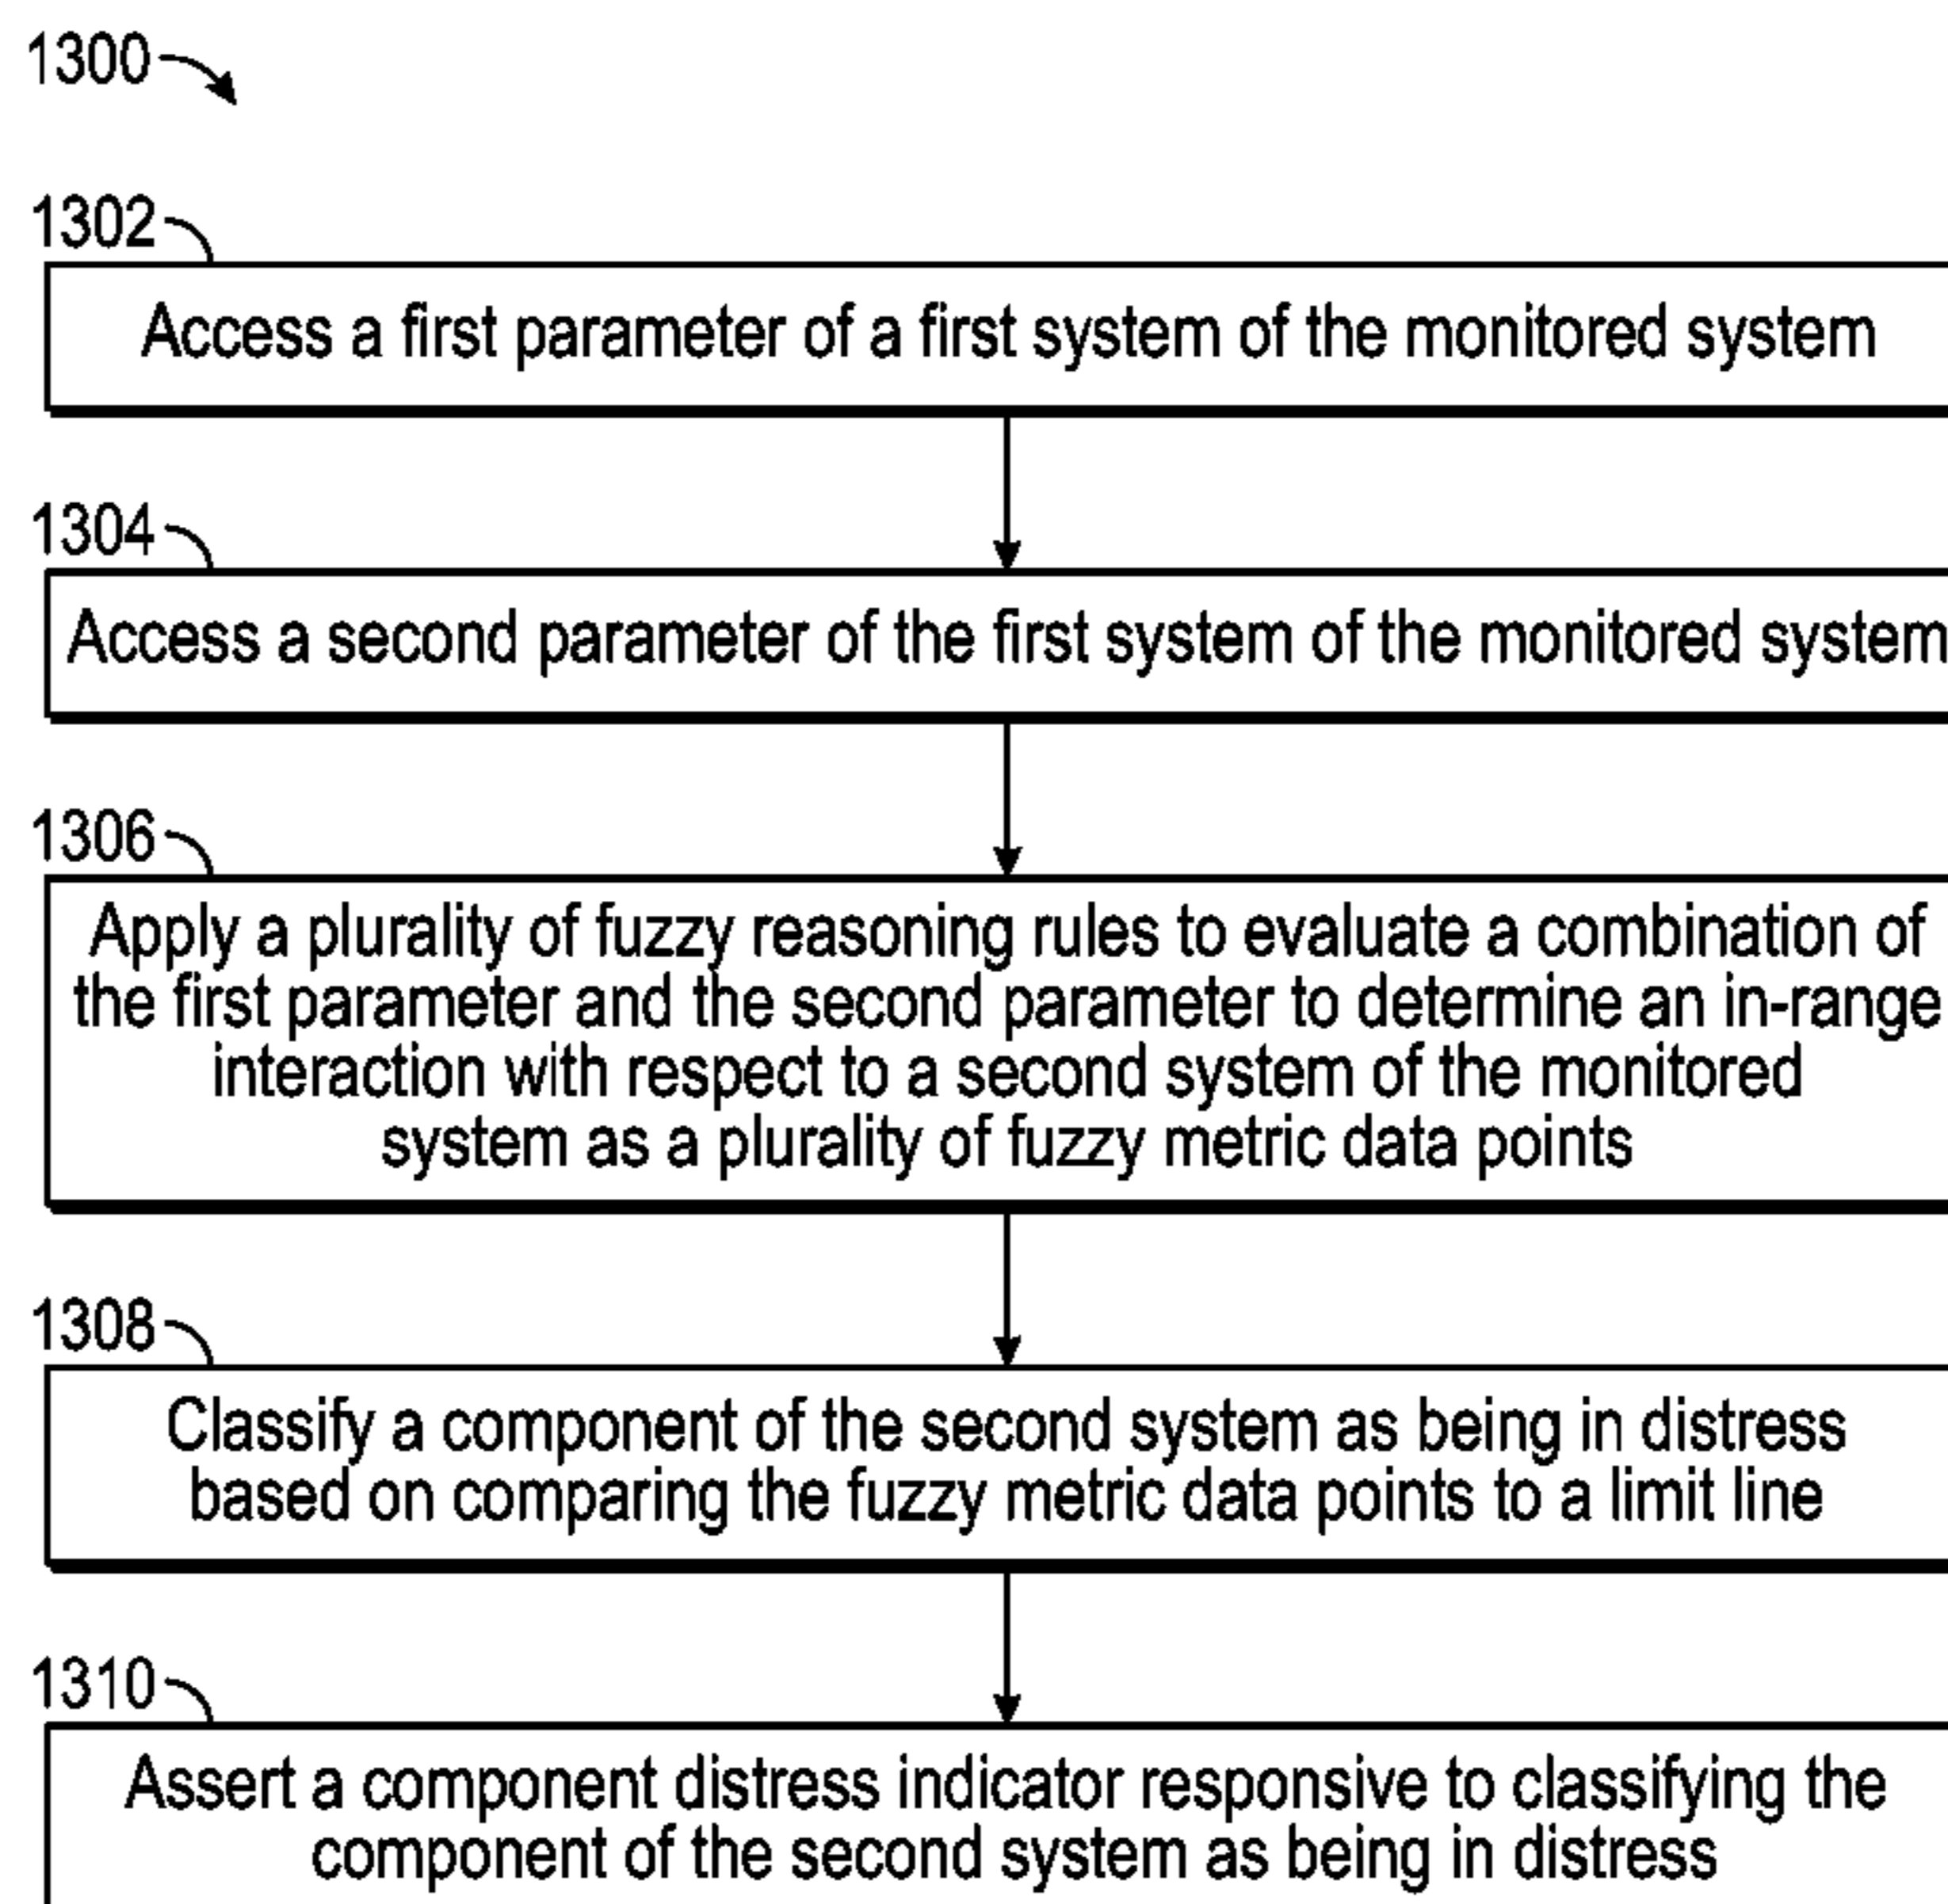 1300
1302
Access a first parameter of a first system of the monitored system
1304
Access a second parameter of the first system of the monitored system
1306
Apply a plurality of fuzzy reasoning rules to evaluate a combination of
the first parameter and the second parameter to determine an in-range
interaction with respect to a second system of the monitored
system as a plurality of fuzzy metric data points
1308
Classify a component of the second system as being in distress
based on comparing the fuzzy metric data points to a limit line
1310
Assert a component distress indicator responsive to classifying the
component of the second system as being in distress